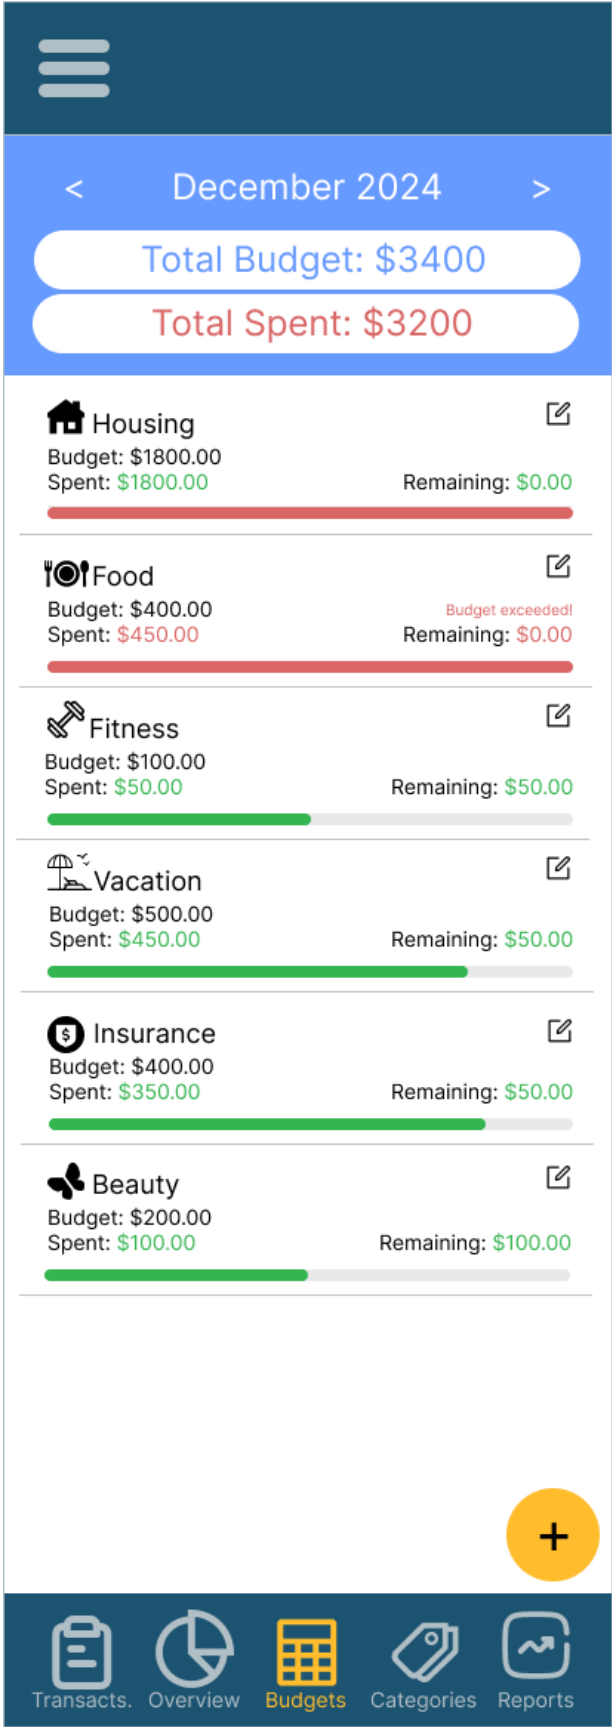 < December 2024 >
Total Budget: $3400
Total Spent: $3200
Housing
Budget: $1800.00
Spent: $1800.00 Remaining: $0.00
Food
Budget: $400.00 Budget exceeded!
Spent: $450.00 Remaining: $0.00
Fitness
Budget: $100.00
Spent: $50.00 Remaining: $50.00
Vacation
Budget: $500.00
Spent: $450.00 Remaining: $50.00
$ Insurance
Budget: $400.00
Spent: $350.00 Remaining: $50.00
Beauty
Budget: $200.00
Spent: $100.00 Remaining: $100.00
+
Transacts. Overview Budgets Categories Reports